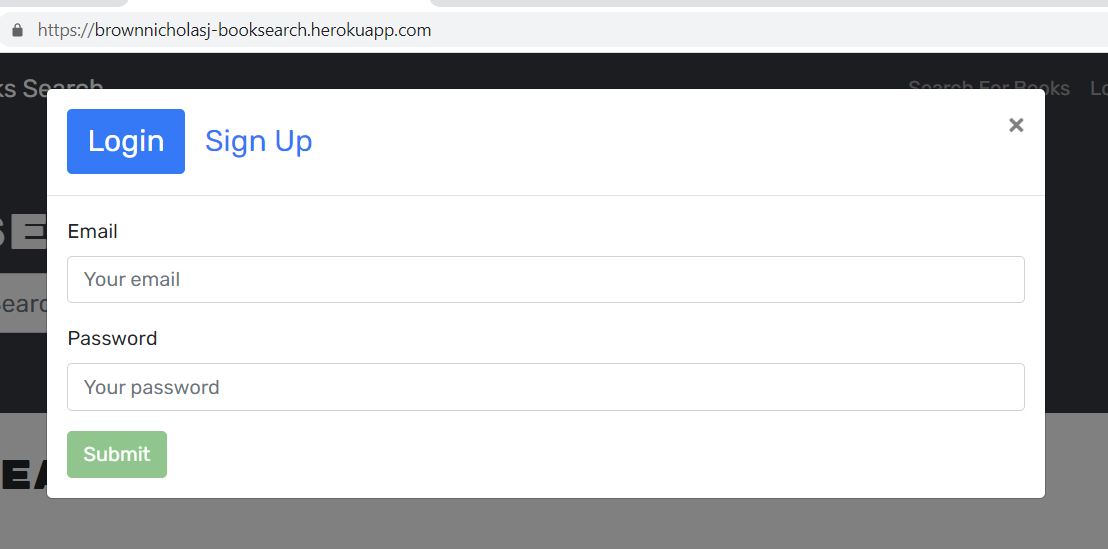 https://brownnicholasj-booksearch.herokuapp.com
ks Search
Search For Books Lo
Login Sign Up ×
SE
Email
Your email
Searc
Password
Your password
Submit
EA